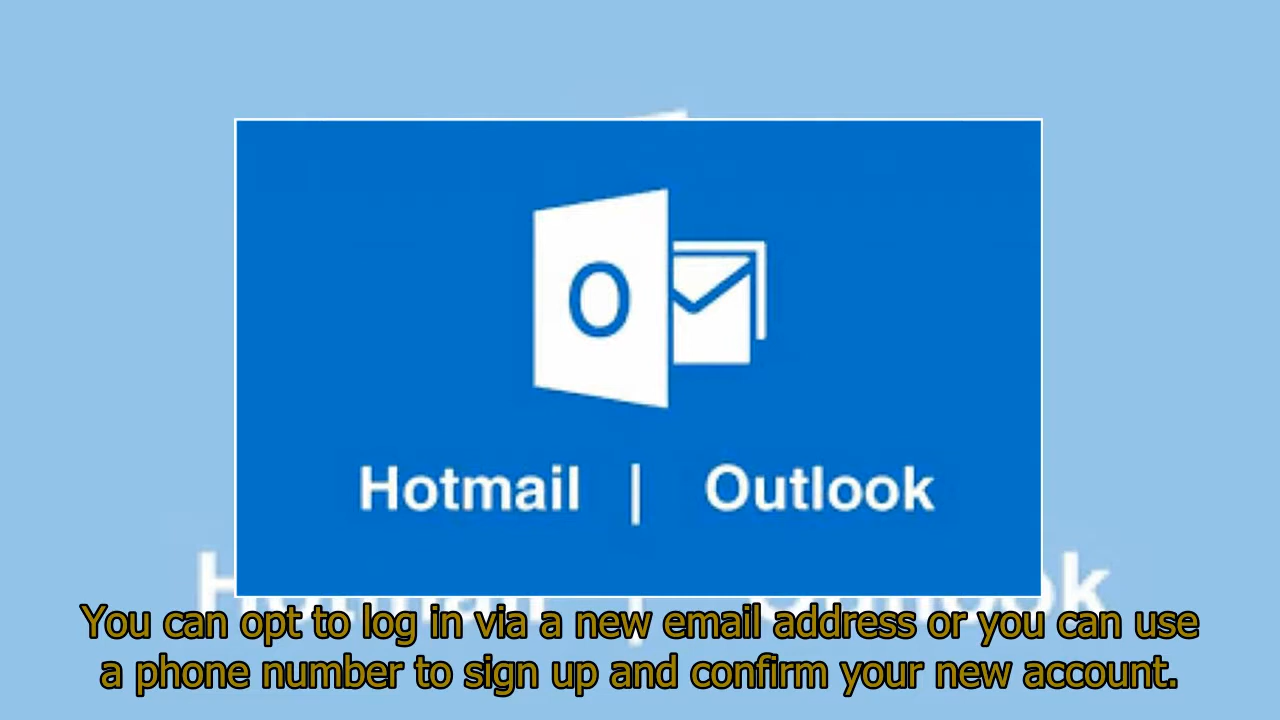 O
Hotmail | Outlook
You can opt to log in via a new email address or you can use
a phone number to sign up and confirm your new account.